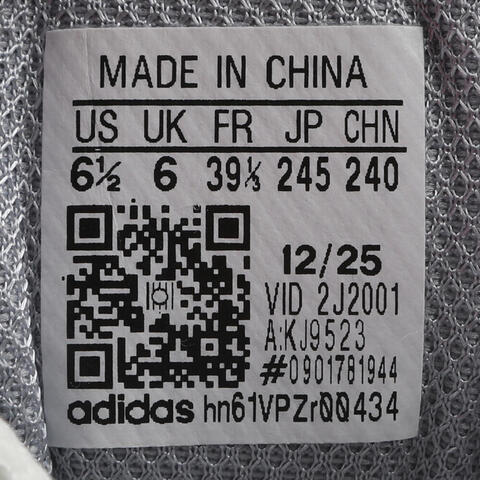 MADE IN CHINA
US UK FR JP CHN
6½ 6 39⅓ 245 240
12/25
VID 2J2001
A:KJ9523
#0901781944
adidas hn61VPZr00434